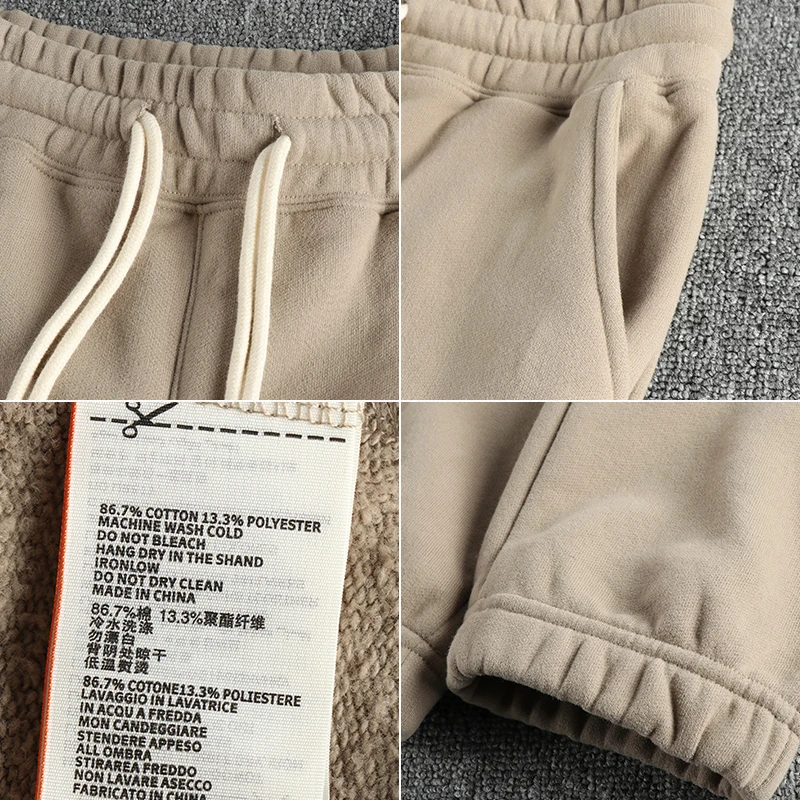 86.7% COTTON 13.3% POLYESTER
MACHINE WASH COLD
DO NOT BLEACH
HANG DRY IN THE SHAND
IRONLOW
DO NOT DRY CLEAN
MADE IN CHINA
86.7%棉 13.3%聚酯纤维
冷水洗涤
勿漂白
背阴处晾干
低温熨烫
86.7% COTONE13.3% POLIESTERE
LAVAGGIO IN LAVATRICE
IN ACQU A FREDDA
MON CANDEGGIARE
STENDERE APPESO
ALL OMBRA
STIRAREA FREDDO
NON LAVARE ASECCO
FABRICATO IN CHINA